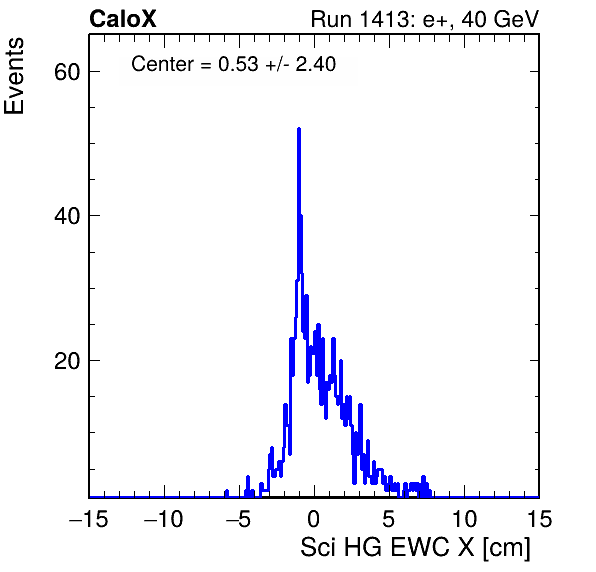 CaloX Run 1413: e+, 40 GeV
Center = 0.53 +/- 2.40
Events
60
40
20
−15 −10 −5 0 5 10 15
Sci HG EWC X [cm]